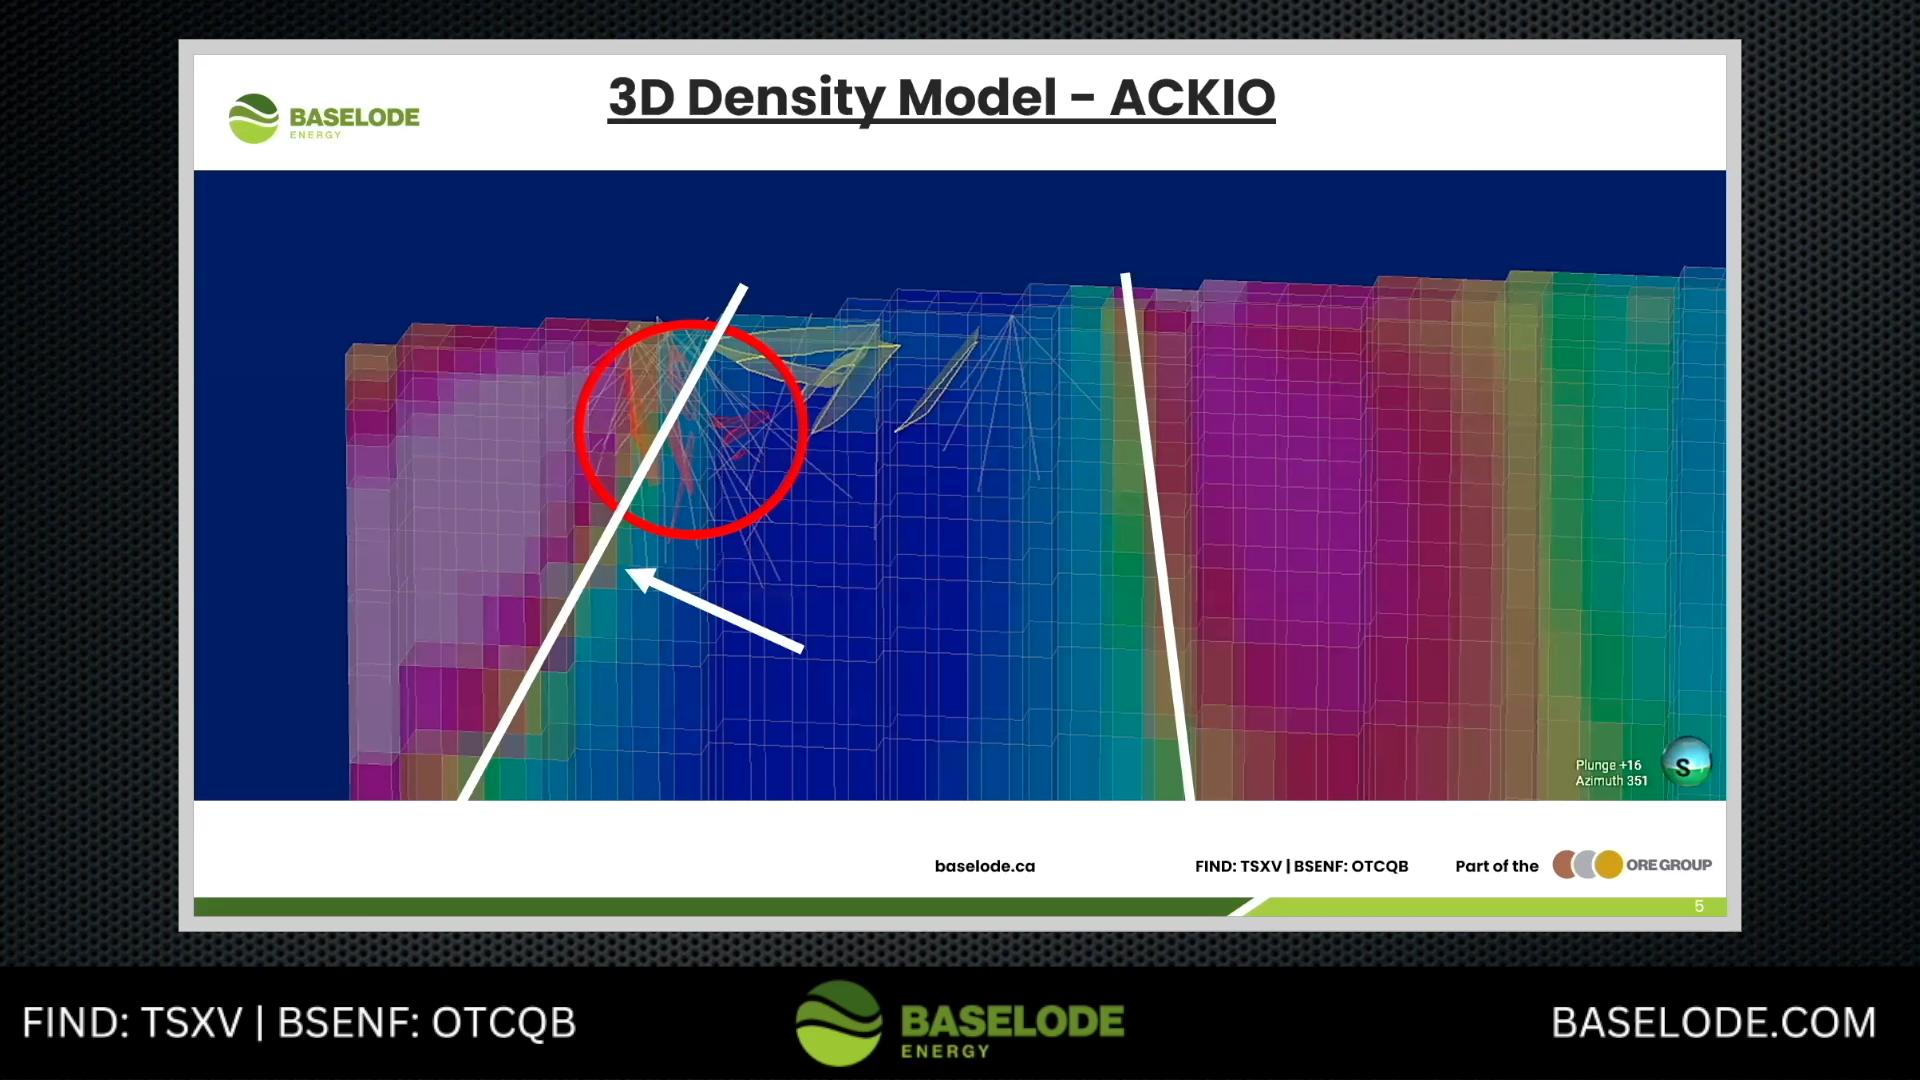 3D Density Model - ACKIO
BASELODE
ENERGY
Plunge +16
Azimuth 351
S
baselode.ca
FIND: TSXV | BSENF: OTCQB
Part of the
ORE GROUP
5
FIND: TSXV | BSENF: OTCQB
BASELODE
ENERGY
BASELODE.COM